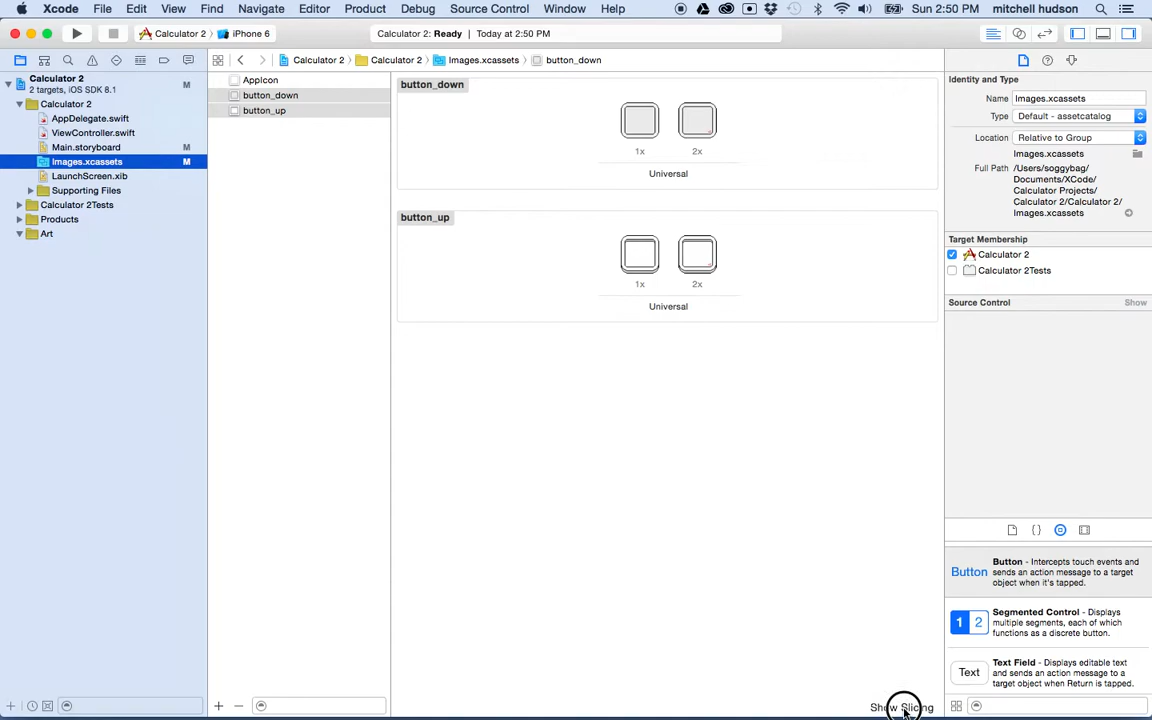 Xcode File Edit View Find Navigate Editor Product Debug Source Control Window Help Sun 2:50 PM mitchell hudson
Calculator 2 iPhone 6 Calculator 2: Ready | Today at 2:50 PM
Calculator 2 Calculator 2 Images.xcassets button_down
Calculator 2 M
2 targets, iOS SDK 8.1
Calculator 2
AppDelegate.swift
ViewController.swift
Main.storyboard M
Images.xcassets M
LaunchScreen.xib
Supporting Files
Calculator 2Tests
Products
Art
AppIcon
button_down
button_up
button_down
1x 2x
Universal
button_up
1x 2x
Universal
Show Slicing
Identity and Type
Name Images.xcassets
Type Default - assetcatalog
Location Relative to Group
Images.xcassets
Full Path /Users/soggybag/
Documents/XCode/
Calculator Projects/
Calculator 2/Calculator 2/
Images.xcassets
Target Membership
Calculator 2
Calculator 2Tests
Source Control Show
Button Button - Intercepts touch events and
sends an action message to a target
object when it's tapped.
1 2 Segmented Control - Displays
multiple segments, each of which
functions as a discrete button.
Text Text Field - Displays editable text
and sends an action message to a
target object when Return is tapped.